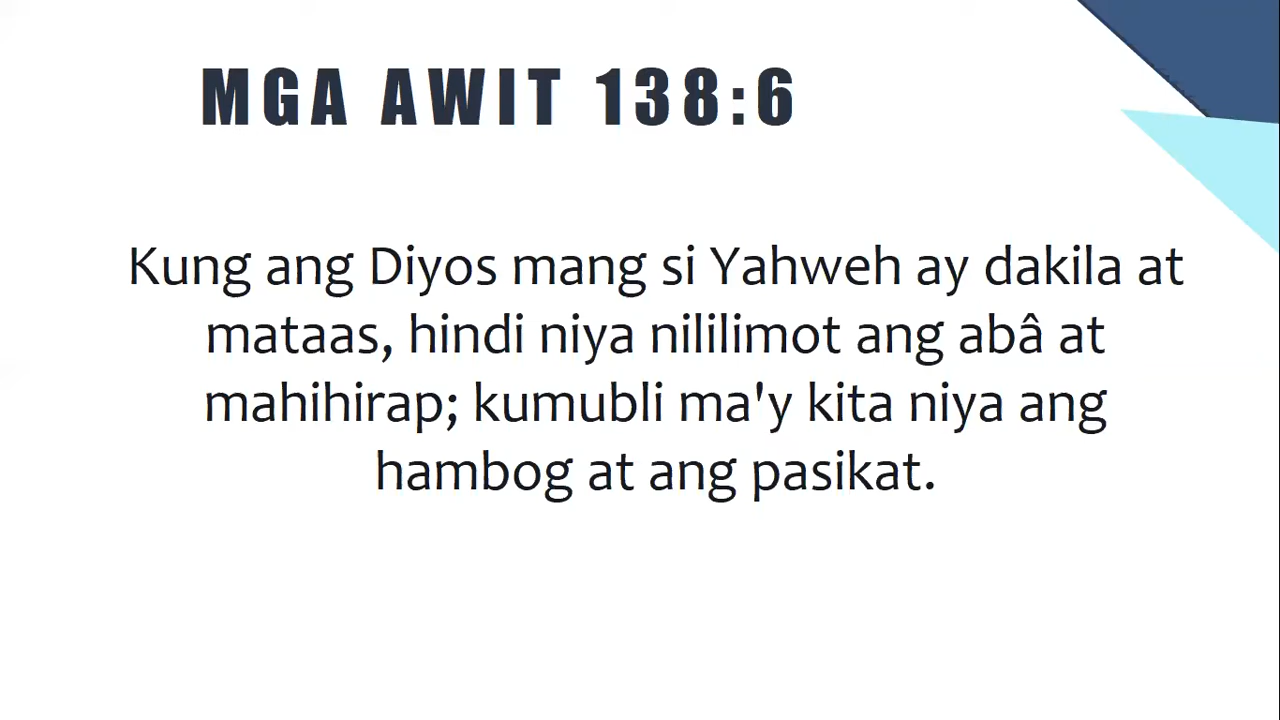 MGA AWIT 138:6
Kung ang Diyos mang si Yahweh ay dakila at
mataas, hindi niya nililimot ang abâ at
mahihirap; kumubli ma'y kita niya ang
hambog at ang pasikat.